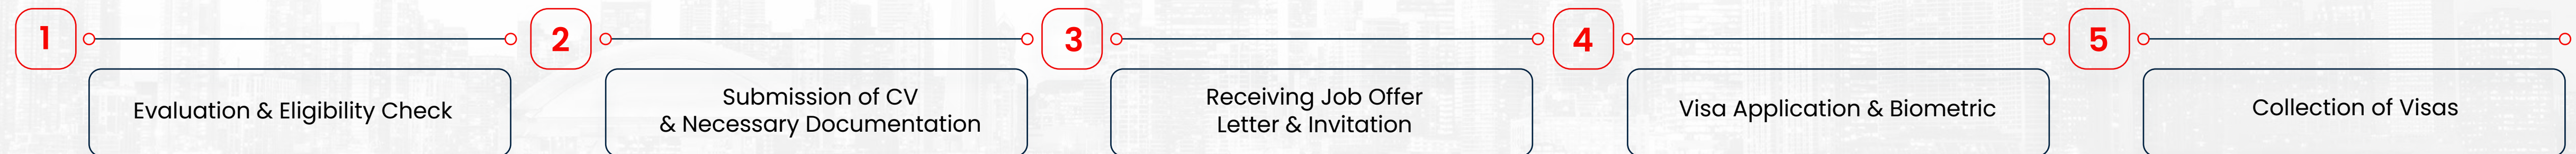 1
Evaluation & Eligibility Check
2
Submission of CV
& Necessary Documentation
3
Receiving Job Offer
Letter & Invitation
4
Visa Application & Biometric
5
Collection of Visas